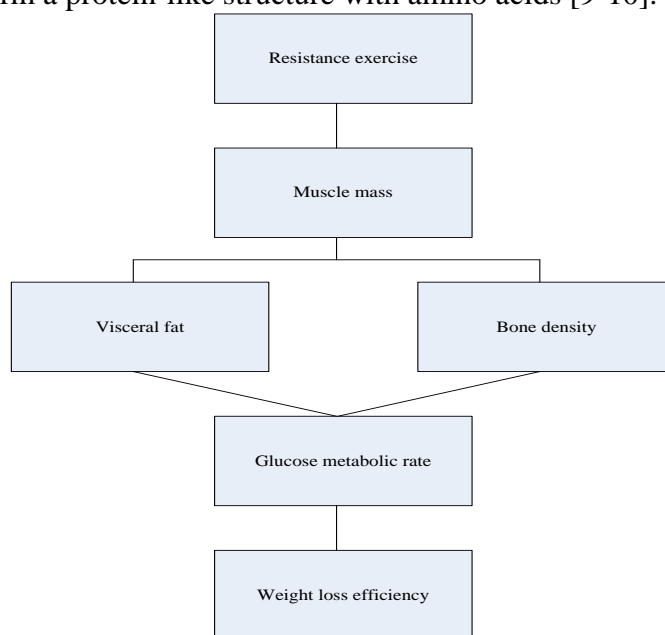 a protein-like structure with amino acids [9-10].
Resistance exercise
Muscle mass
Visceral fat
Bone density
Glucose metabolic rate
Weight loss efficiency